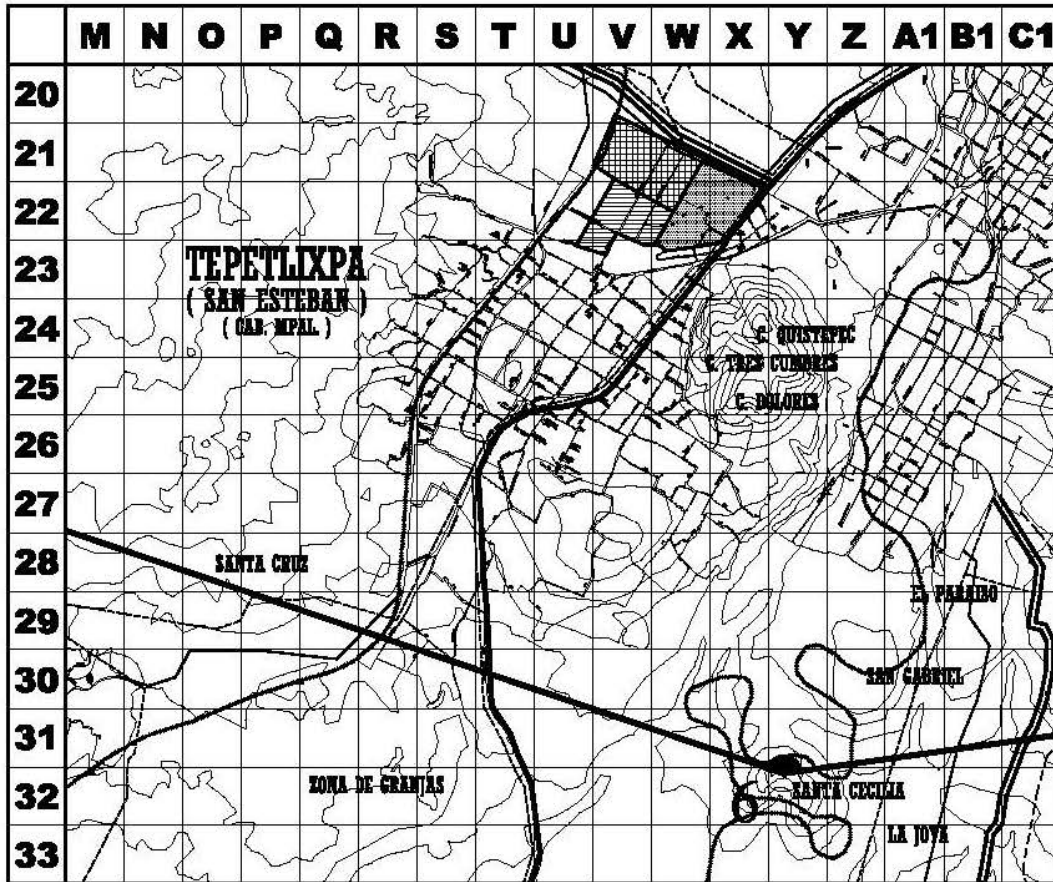 M N O P Q R S T U V W X Y Z A1 B1 C1
20
21
22
23
24
25
26
27
28
29
30
31
32
33
TEPETLIXPA
( SAN ESTEBAN )
( CAB. MPAL. )
C. QUISTEPEC
C. TRES CUMBRES
C. DOLORES
SANTA CRUZ
EL PARAISO
SAN GABRIEL
ZONA DE GRANJAS
SANTA CECILIA
LA JOYA